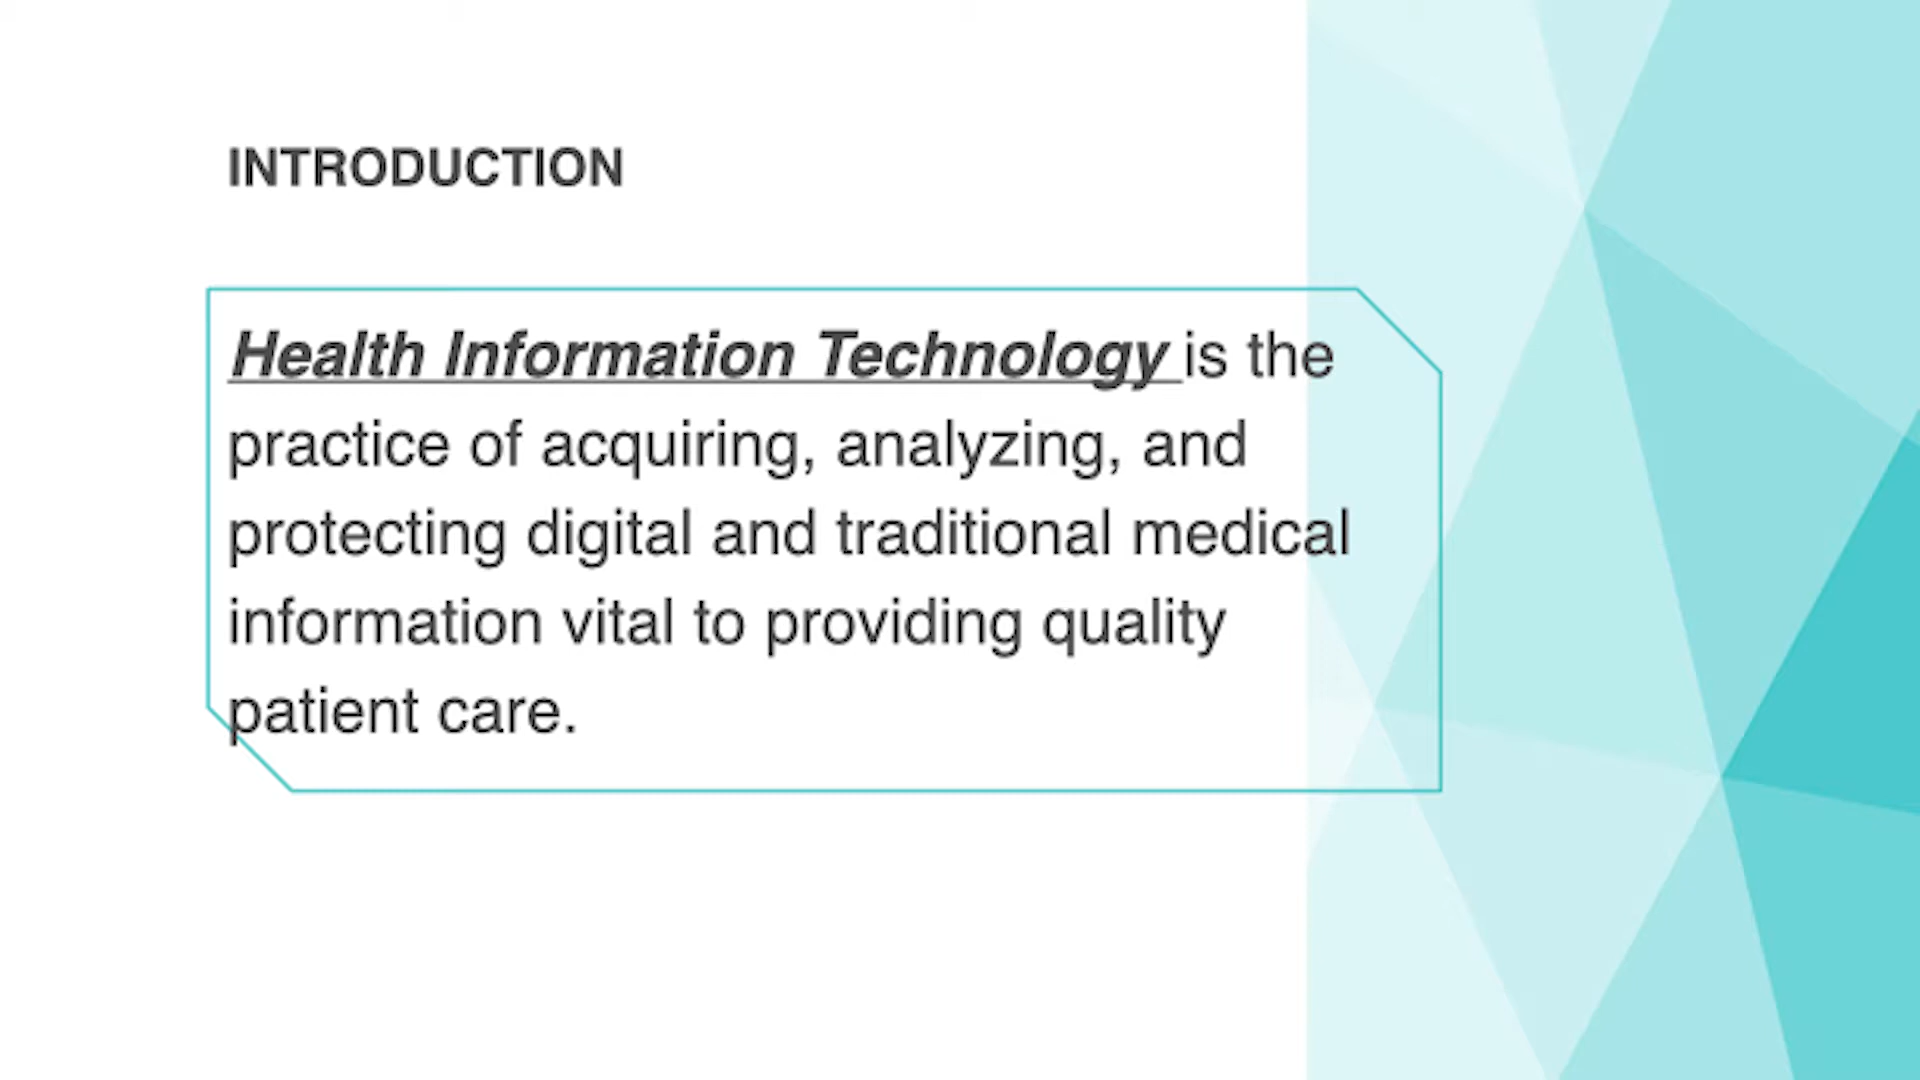 INTRODUCTION
Health Information Technology is the
practice of acquiring, analyzing, and
protecting digital and traditional medical
information vital to providing quality
patient care.